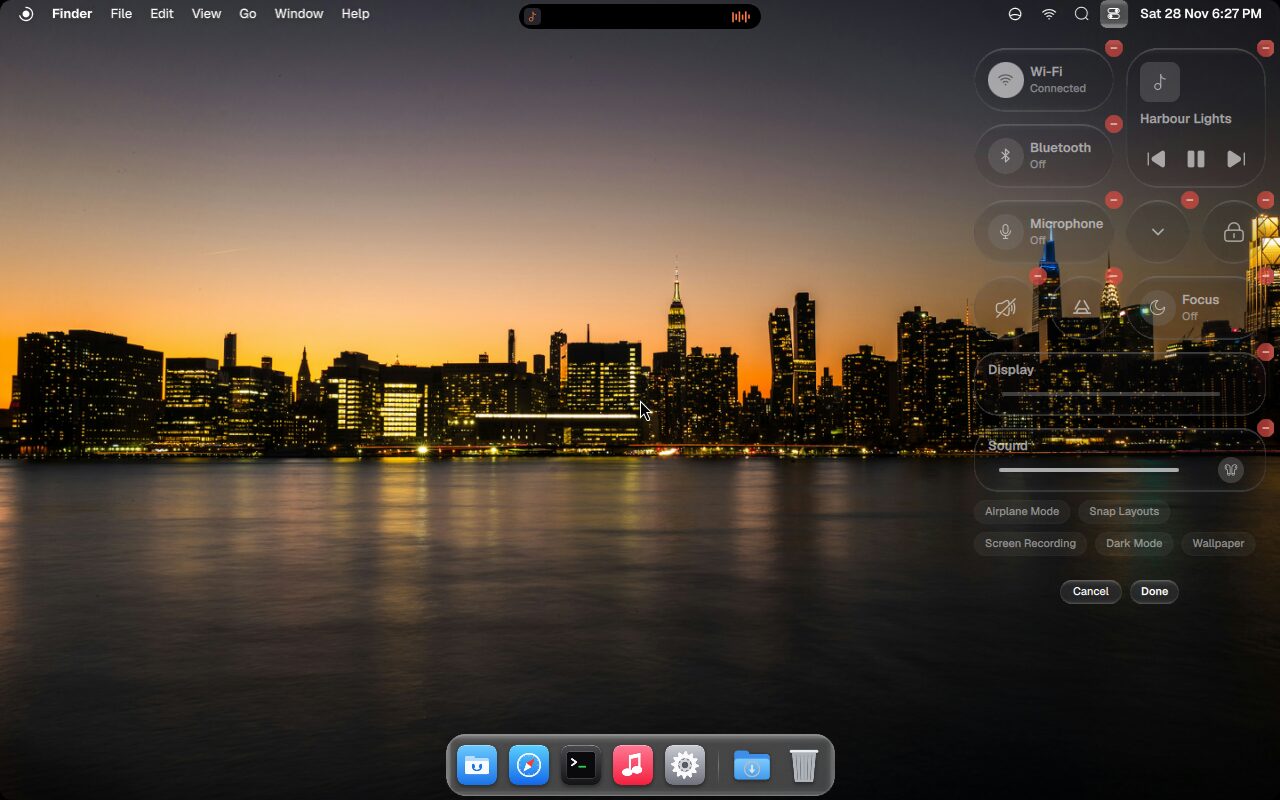 Finder File Edit View Go Window Help
Sat 28 Nov 6:27 PM
Wi-Fi
Connected
Harbour Lights
Bluetooth
Off
Microphone
Off
Focus
Off
Display
Sound
Airplane Mode
Snap Layouts
Screen Recording
Dark Mode
Wallpaper
Cancel
Done